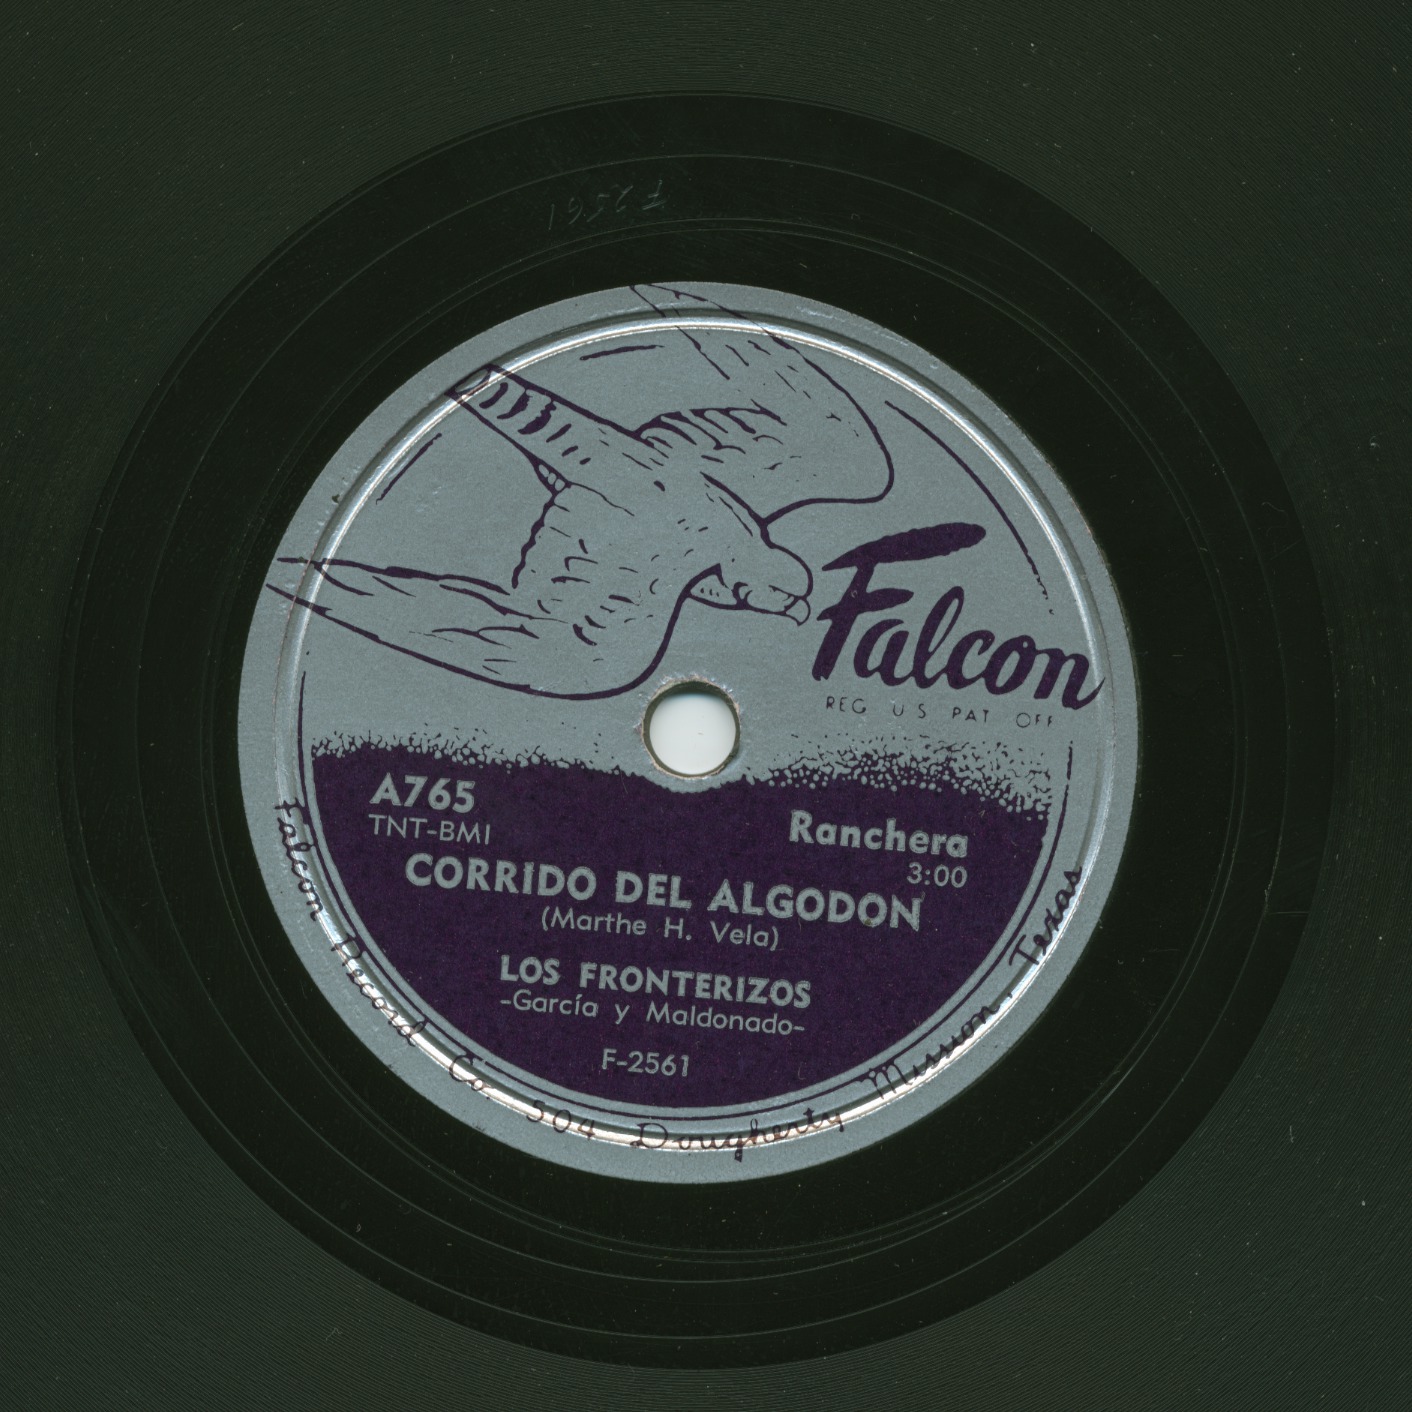 F2561
Falcon
REG US PAT OFF
A765
TNT-BMI
Ranchera
3:00
CORRIDO DEL ALGODON
(Marthe H. Vela)
LOS FRONTERIZOS
-García y Maldonado-
F-2561
Falcon Record Co. 504 Dougherty Mission, Texas